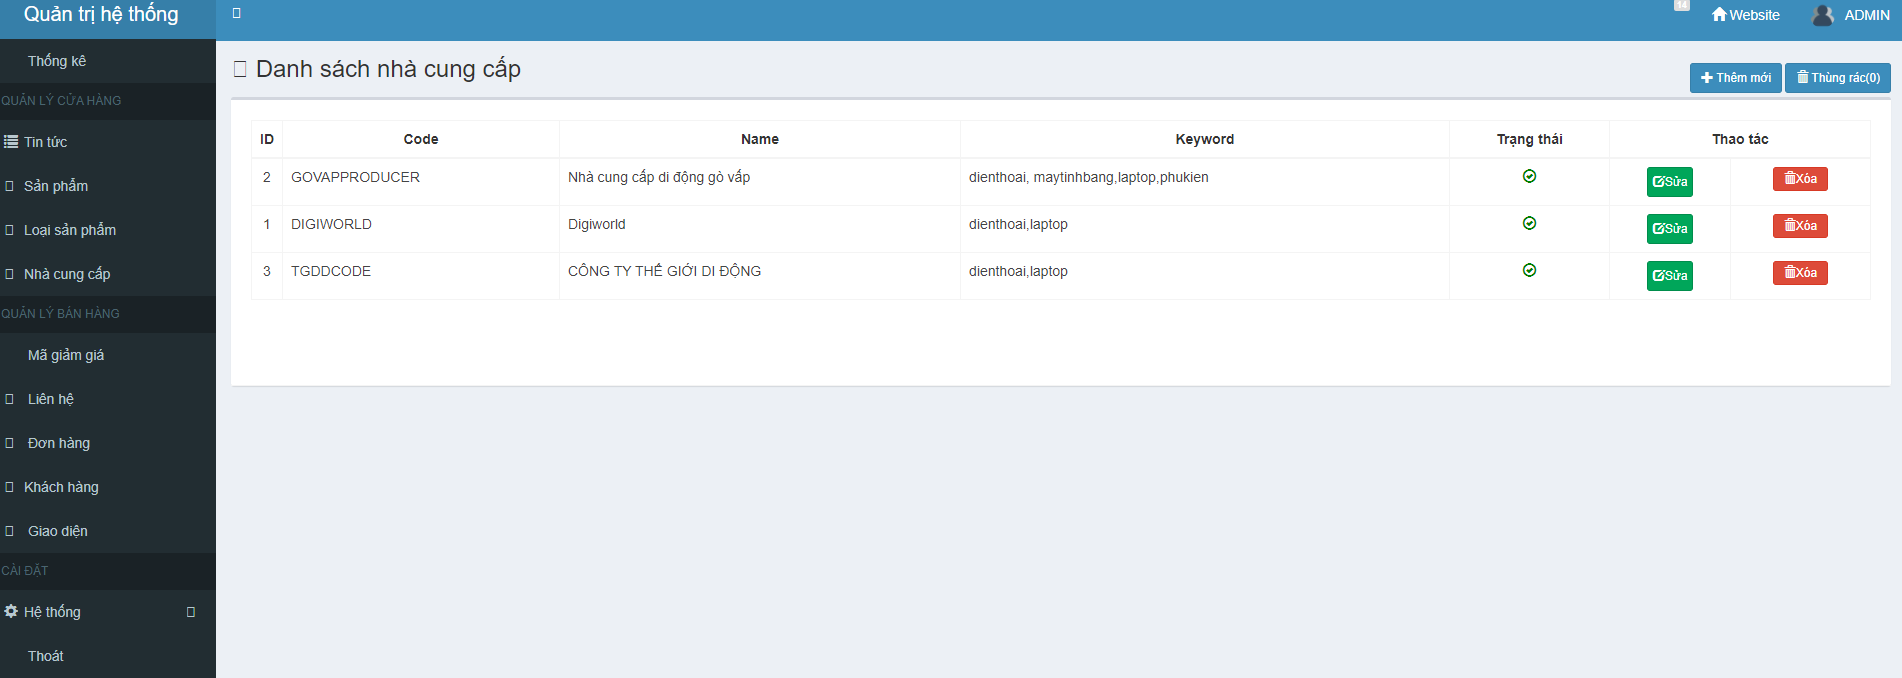 Quản trị hệ thống
14
Website
ADMIN
Thống kê
QUẢN LÝ CỬA HÀNG
Tin tức
Sản phẩm
Loại sản phẩm
Nhà cung cấp
QUẢN LÝ BÁN HÀNG
Mã giảm giá
Liên hệ
Đơn hàng
Khách hàng
Giao diện
CÀI ĐẶT
Hệ thống
Thoát
Danh sách nhà cung cấp
Thêm mới
Thùng rác(0)
ID Code Name Keyword Trạng thái Thao tác
2 GOVAPPRODUCER Nhà cung cấp di động gò vấp dienthoai, maytinhbang,laptop,phukien Sửa Xóa
1 DIGIWORLD Digiworld dienthoai,laptop Sửa Xóa
3 TGDDCODE CÔNG TY THẾ GIỚI DI ĐỘNG dienthoai,laptop Sửa Xóa